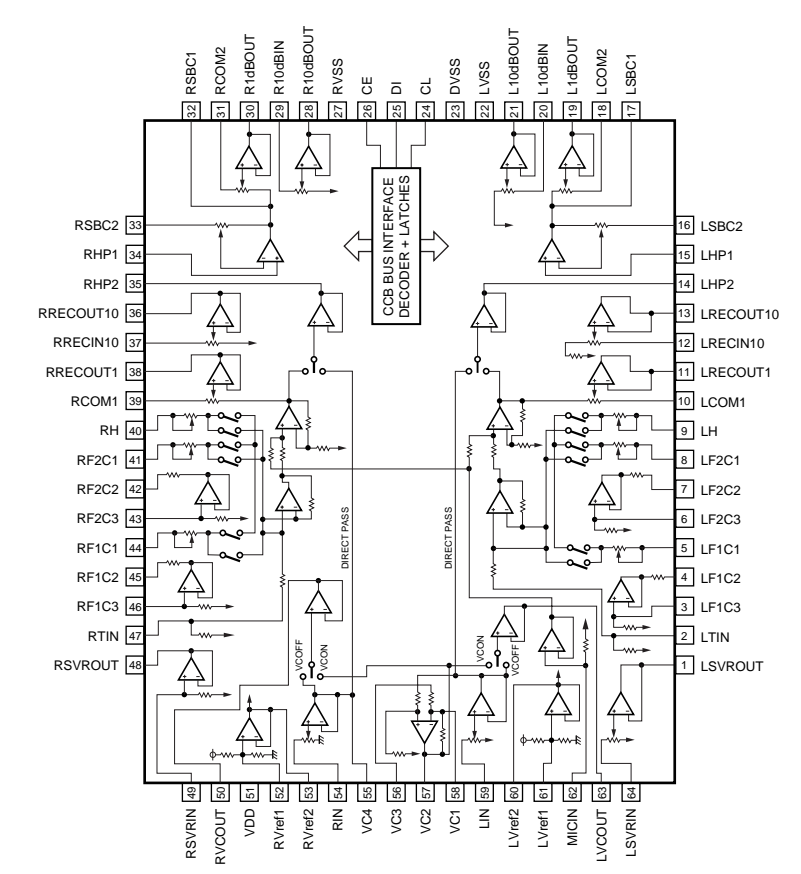 RSBC1
RCOM2
R1dBOUT
R10dBIN
R10dBOUT
RVSS
CE
DI
CL
DVSS
LVSS
L10dBOUT
L10dBIN
L1dBOUT
LCOM2
LSBC1
32
31
30
29
28
27
26
25
24
23
22
21
20
19
18
17
CCB BUS INTERFACE
DECODER + LATCHES
RSBC2 33
RHP1 34
RHP2 35
RRECOUT10 36
RRECIN10 37
RRECOUT1 38
RCOM1 39
RH 40
RF2C1 41
RF2C2 42
RF2C3 43
RF1C1 44
RF1C2 45
RF1C3 46
RTIN 47
RSVROUT 48
16 LSBC2
15 LHP1
14 LHP2
13 LRECOUT10
12 LRECIN10
11 LRECOUT1
10 LCOM1
9 LH
8 LF2C1
7 LF2C2
6 LF2C3
5 LF1C1
4 LF1C2
3 LF1C3
2 LTIN
1 LSVROUT
DIRECT PASS
DIRECT PASS
VCOFF
VCON
VCON
VCOFF
49
50
51
52
53
54
55
56
57
58
59
60
61
62
63
64
RSVRIN
RVCOUT
VDD
RVref1
RVref2
RIN
VC4
VC3
VC2
VC1
LIN
LVref2
LVref1
MICIN
LVCOUT
LSVRIN